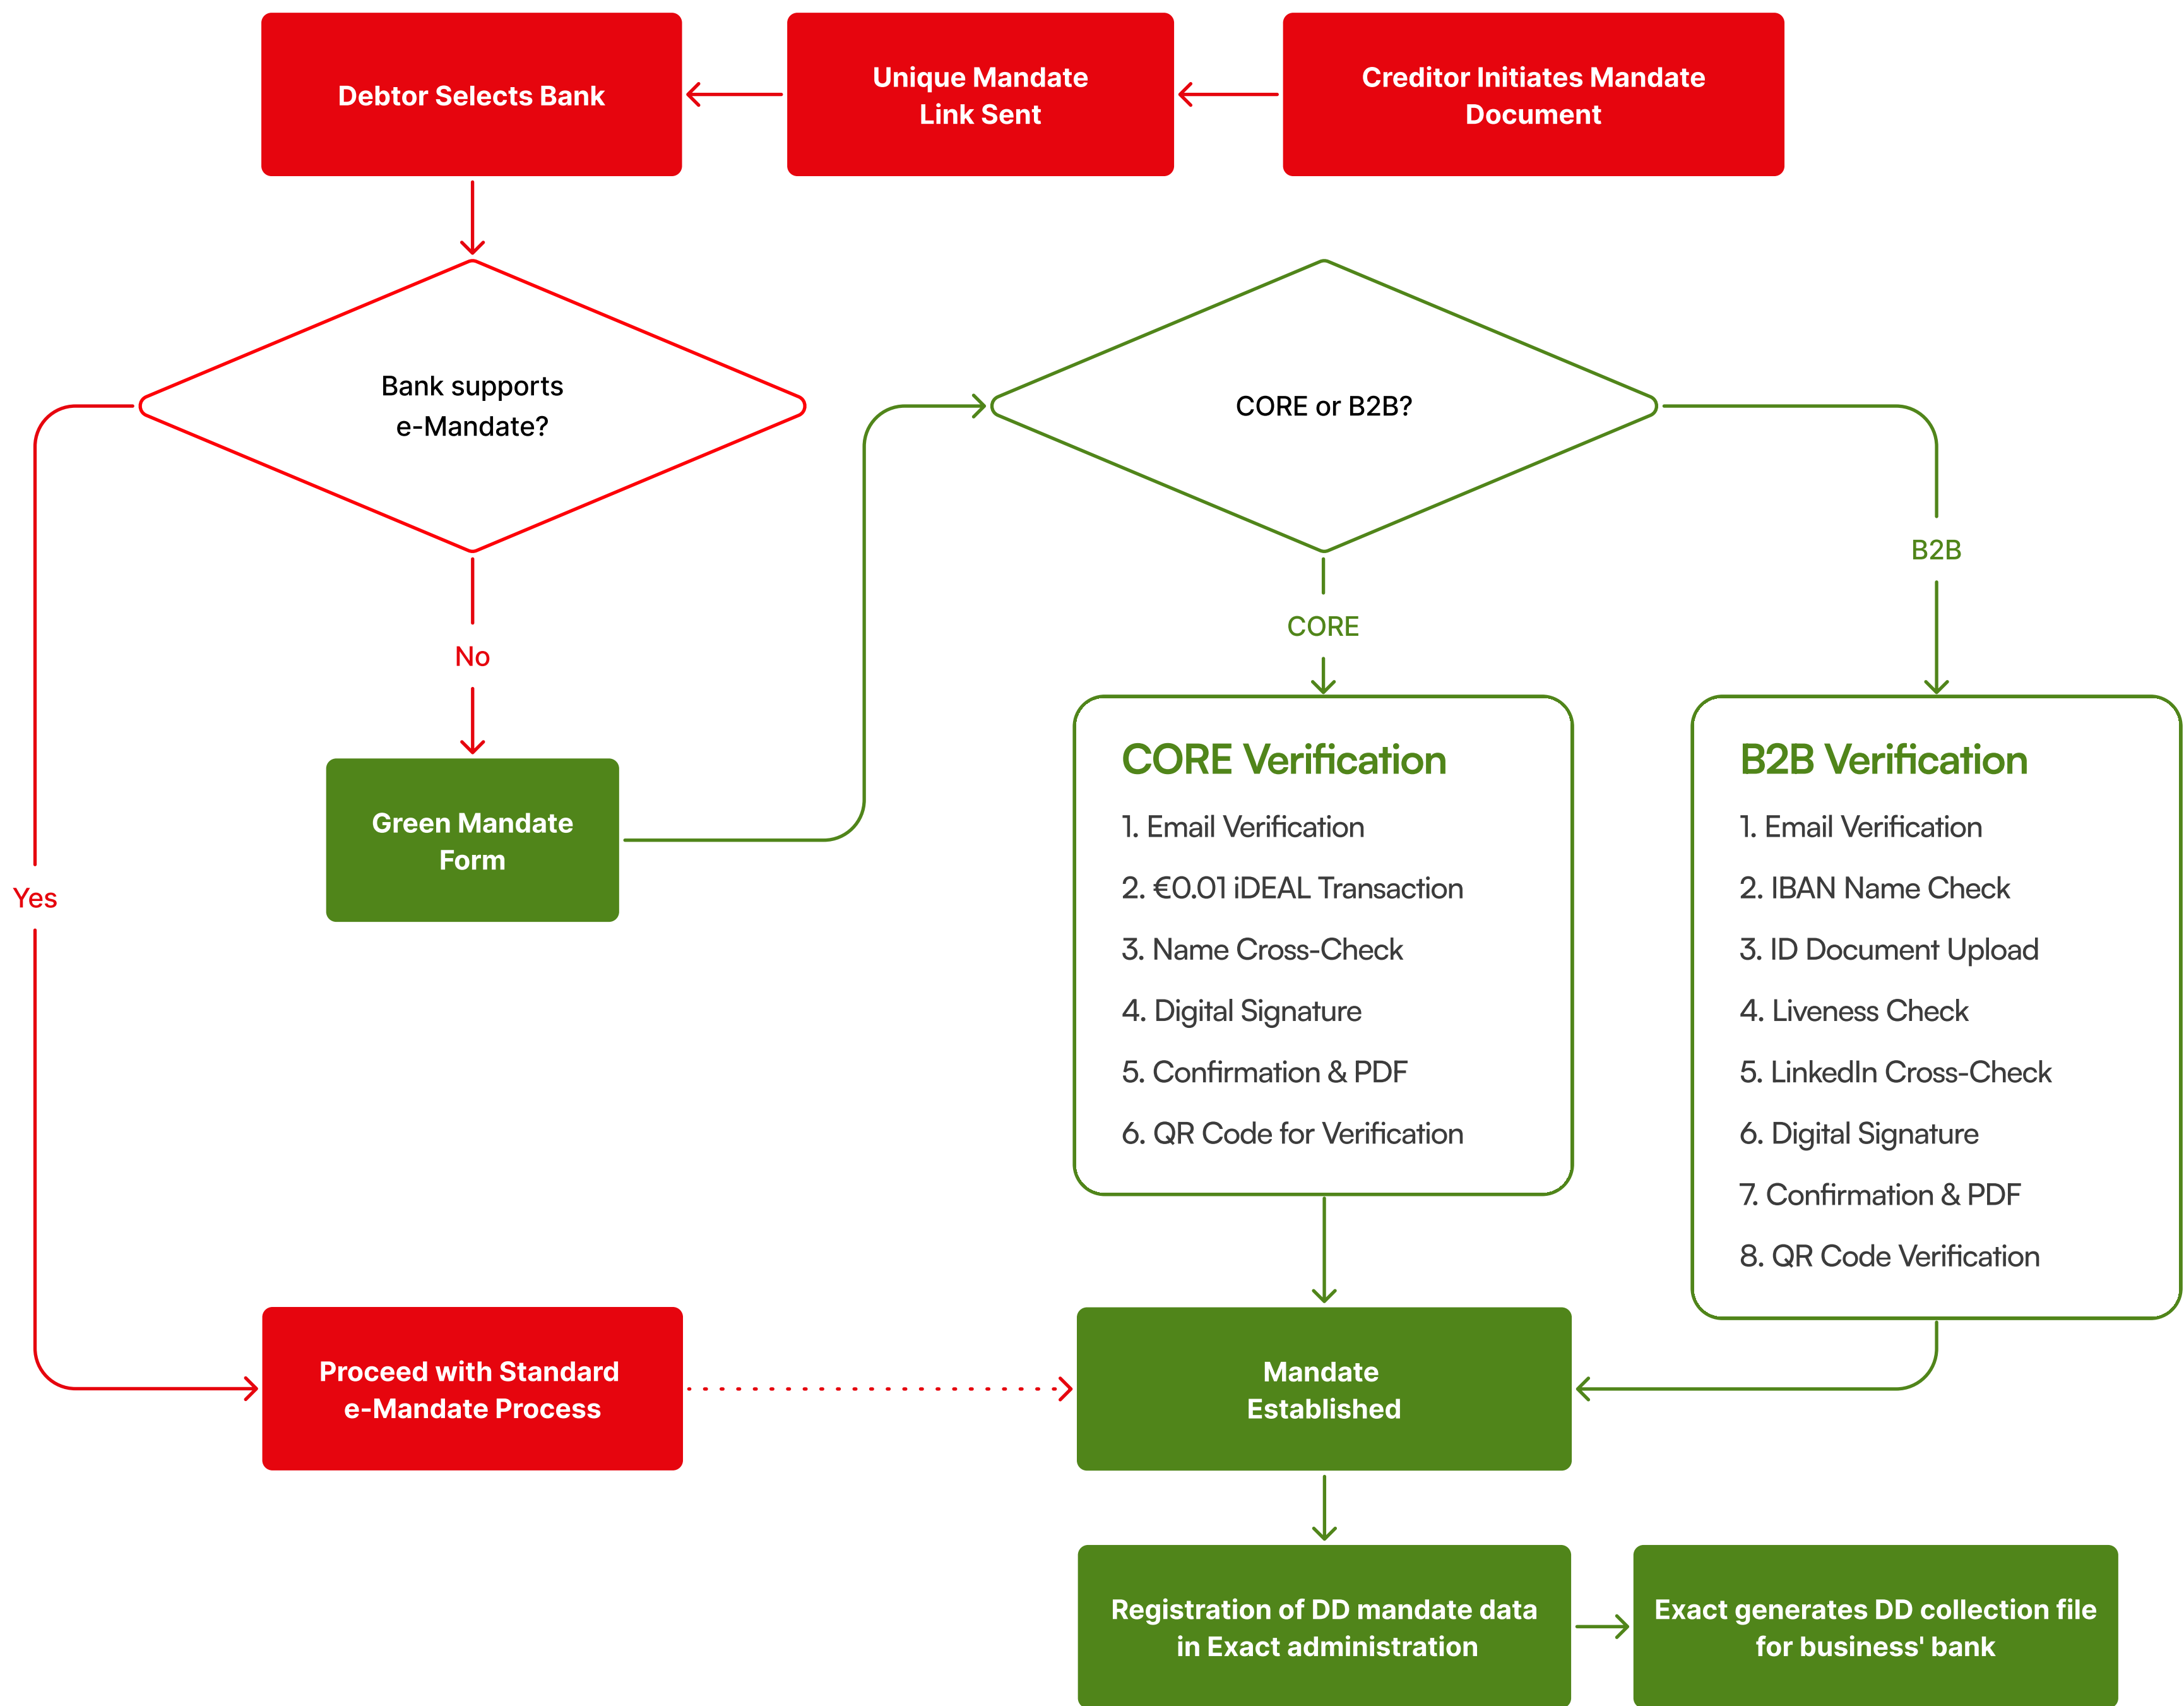 Debtor Selects Bank
Unique Mandate
Link Sent
Creditor Initiates Mandate
Document
Bank supports
e-Mandate?
CORE or B2B?
B2B
CORE
No
Yes
Green Mandate
Form
CORE Verification
1. Email Verification
2. €0.01 iDEAL Transaction
3. Name Cross-Check
4. Digital Signature
5. Confirmation & PDF
6. QR Code for Verification
B2B Verification
1. Email Verification
2. IBAN Name Check
3. ID Document Upload
4. Liveness Check
5. LinkedIn Cross-Check
6. Digital Signature
7. Confirmation & PDF
8. QR Code Verification
Proceed with Standard
e-Mandate Process
Mandate
Established
Registration of DD mandate data
in Exact administration
Exact generates DD collection file
for business' bank